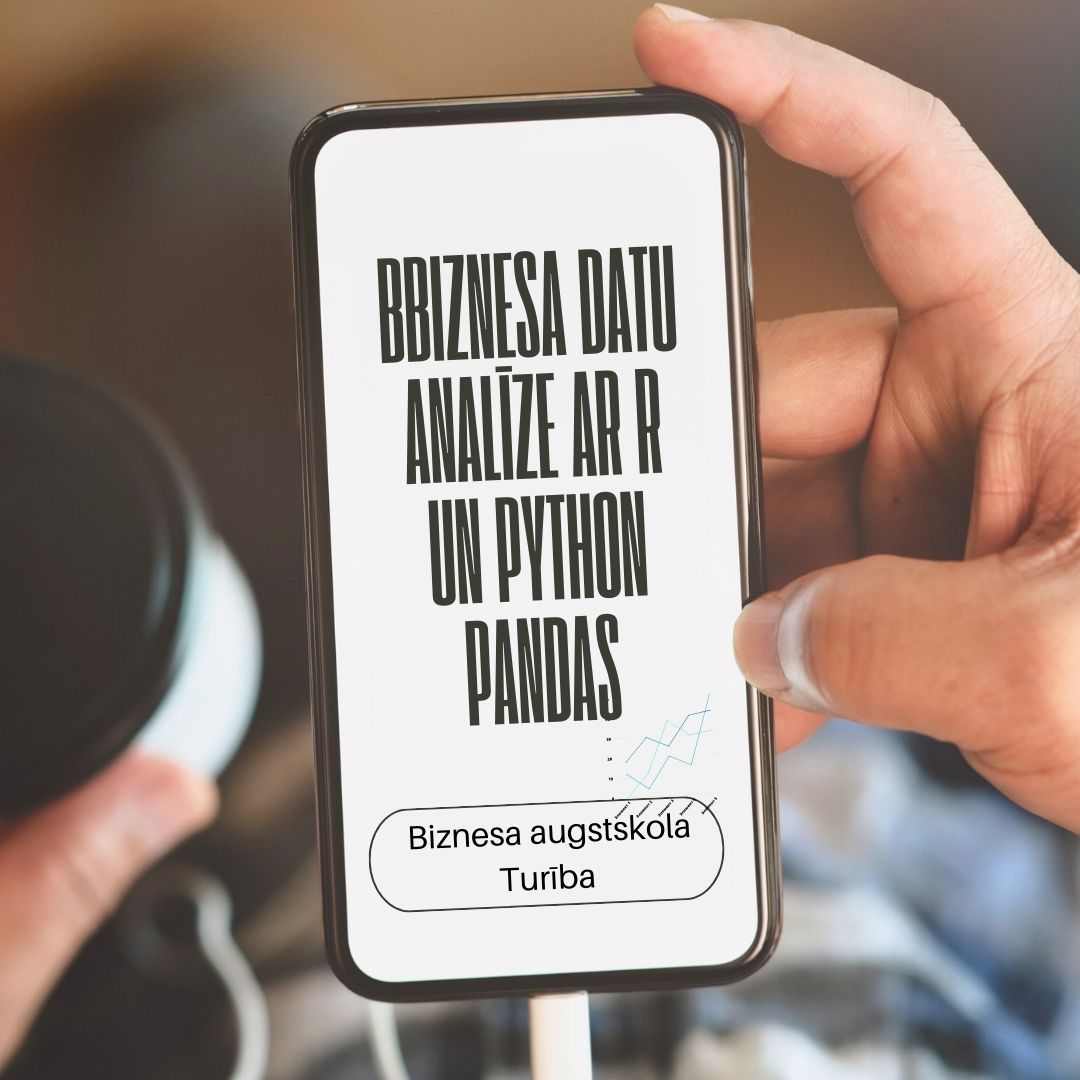 BBIZNESA DATU
ANALĪZE AR R
UN PYTHON
PANDAS
Biznesa augstskola
Turība